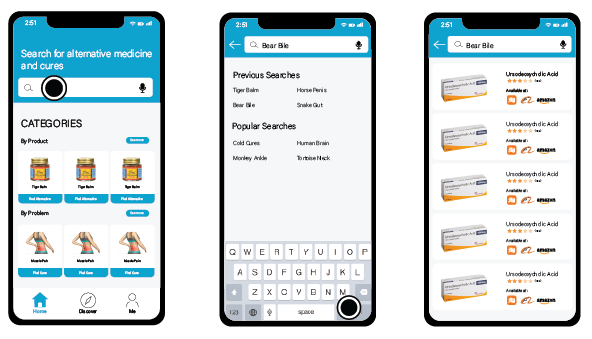 2:51
Search for alternative medicine
and cures
CATEGORIES
By Product
Tiger Balm
Tiger Balm
Tiger Balm
Find Alternative
Find Alternative
Find Alternative
By Problem
Muscle Pain
Muscle Pain
Muscle Pain
Find Cure
Find Cure
Find Cure
Home
Discover
Me
2:51
Bear Bile
Previous Searches
Tiger Balm
Horse Penis
Bear Bile
Snake Gut
Popular Searches
Cold Cures
Human Brain
Monkey Ankle
Tortoise Neck
Q W E R T Y U I O P
A S D F G H J K L
Z X C V B N M
123
space
2:51
Bear Bile
Ursodeoxycholic Acid
Available at:
amazon
Ursodeoxycholic Acid
Available at:
amazon
Ursodeoxycholic Acid
Available at:
amazon
Ursodeoxycholic Acid
Available at:
amazon
Ursodeoxycholic Acid
Available at:
amazon